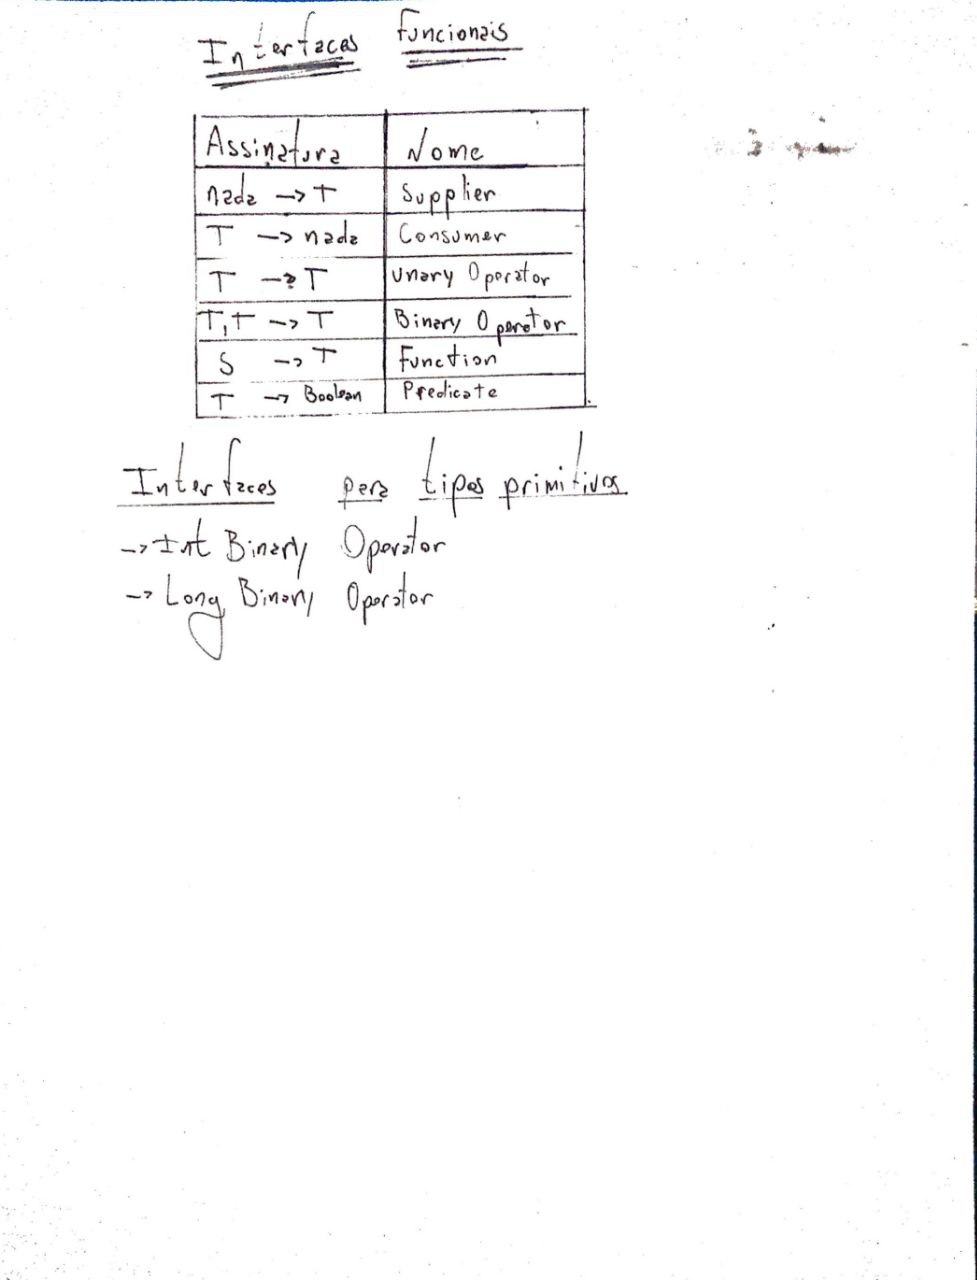 Interfaces Funcionais
Assinatura Nome
nada -> T Supplier
T -> nada Consumer
T -> T Unary Operator
T,T -> T Binary Operator
S -> T Function
T -> Boolean Predicate
Interfaces para tipos primitivos
-> Int Binary Operator
-> Long Binary Operator